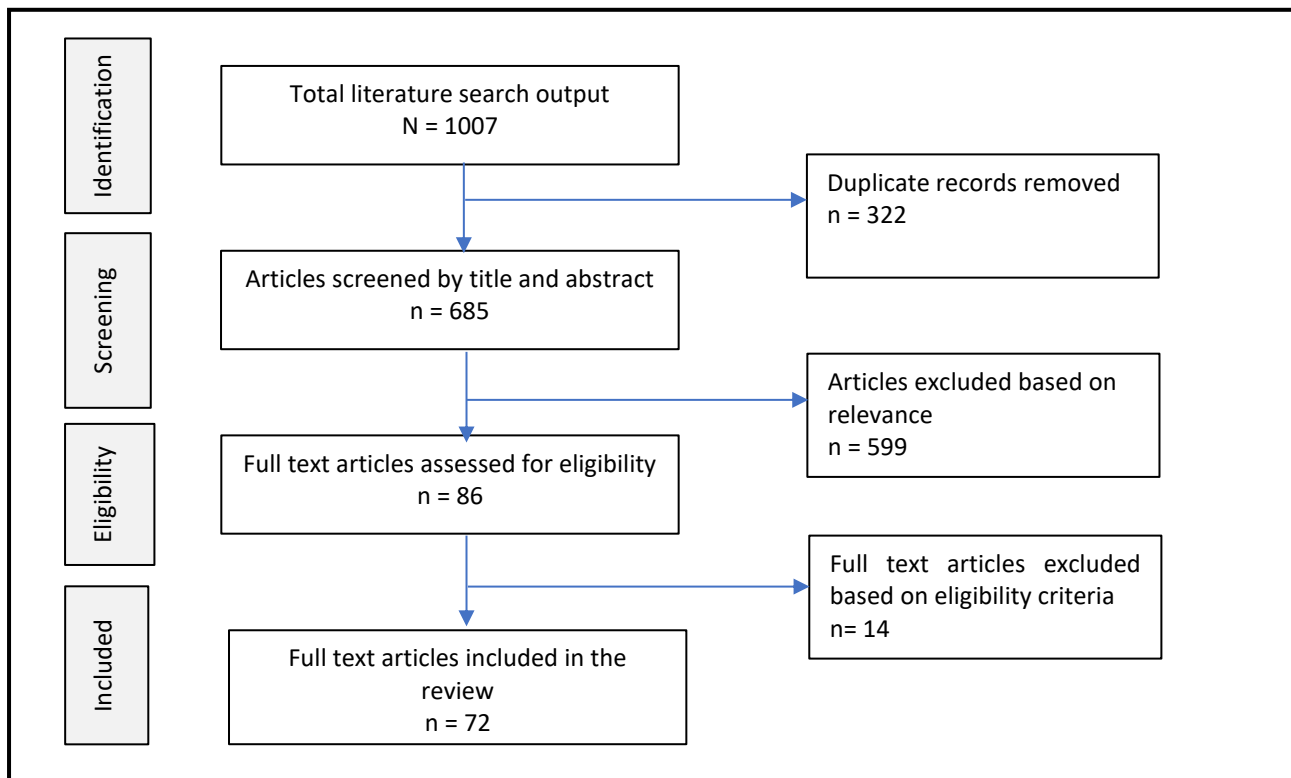 Identification
Total literature search output
N = 1007
Duplicate records removed
n = 322
Screening
Articles screened by title and abstract
n = 685
Articles excluded based on
relevance
n = 599
Eligibility
Full text articles assessed for eligibility
n = 86
Full text articles excluded
based on eligibility criteria
n= 14
Included
Full text articles included in the
review
n = 72